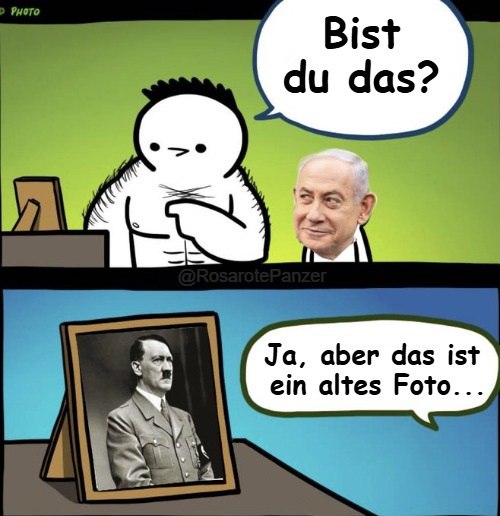 PHOTO
Bist
du das?
@RosarotePanzer
Ja, aber das ist
ein altes Foto...